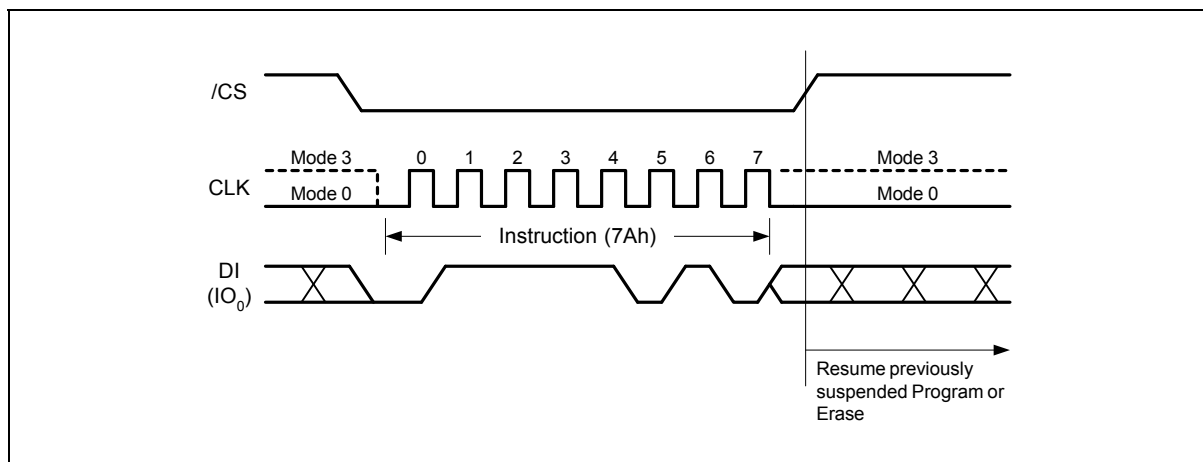 /CS
Mode 3
0 1 2 3 4 5 6 7
Mode 3
CLK
Mode 0
Mode 0
Instruction (7Ah)
DI
(IO0)
Resume previously
suspended Program or
Erase